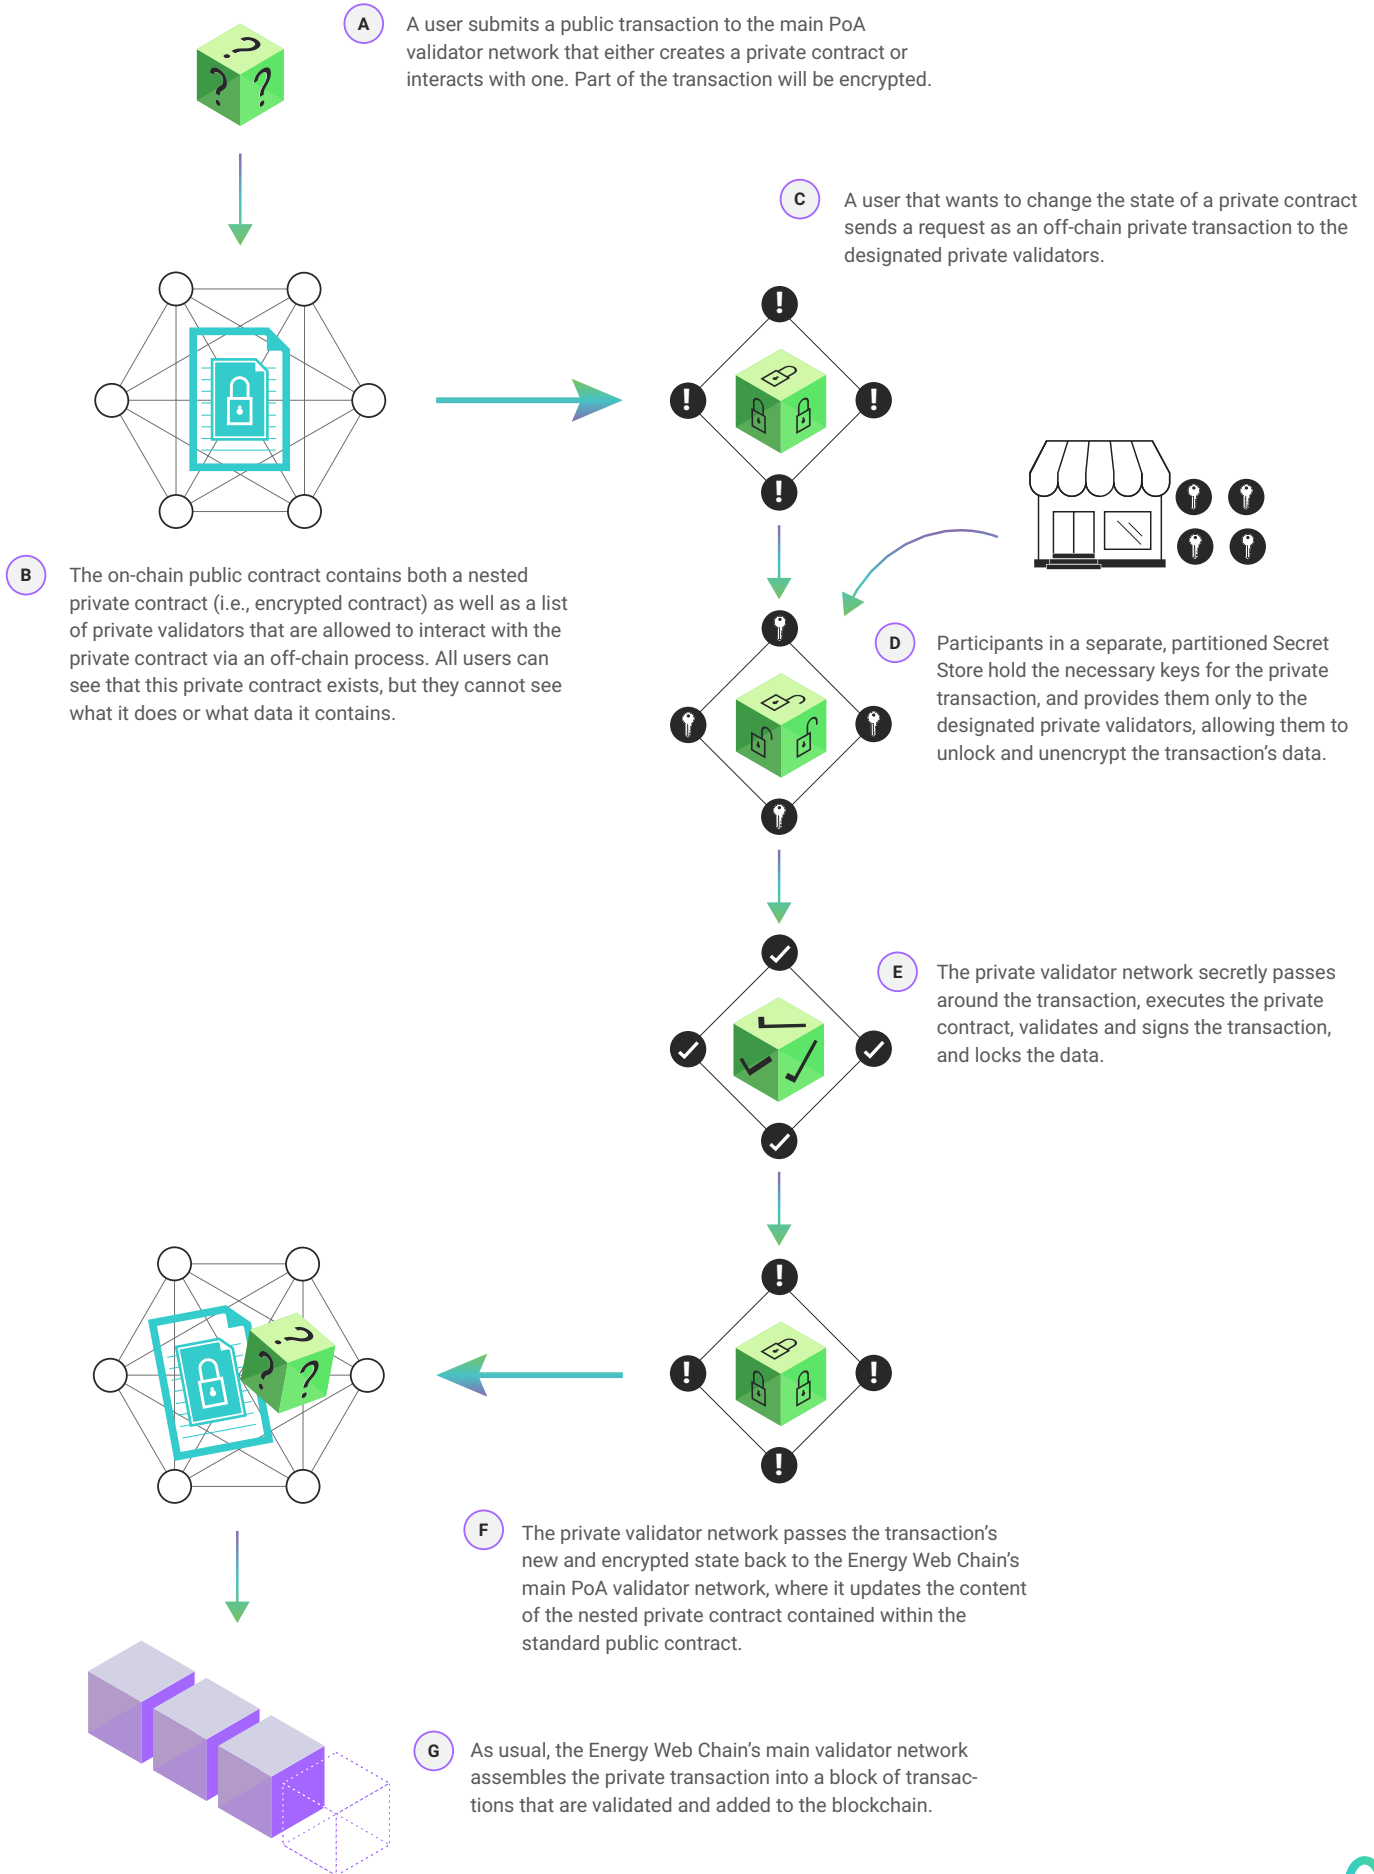 A
A user submits a public transaction to the main PoA
validator network that either creates a private contract or
interacts with one. Part of the transaction will be encrypted.
C
A user that wants to change the state of a private contract
sends a request as an off-chain private transaction to the
designated private validators.
B
The on-chain public contract contains both a nested
private contract (i.e., encrypted contract) as well as a list
of private validators that are allowed to interact with the
private contract via an off-chain process. All users can
see that this private contract exists, but they cannot see
what it does or what data it contains.
D
Participants in a separate, partitioned Secret
Store hold the necessary keys for the private
transaction, and provides them only to the
designated private validators, allowing them to
unlock and unencrypt the transaction’s data.
E
The private validator network secretly passes
around the transaction, executes the private
contract, validates and signs the transaction,
and locks the data.
F
The private validator network passes the transaction’s
new and encrypted state back to the Energy Web Chain’s
main PoA validator network, where it updates the content
of the nested private contract contained within the
standard public contract.
G
As usual, the Energy Web Chain’s main validator network
assembles the private transaction into a block of transac-
tions that are validated and added to the blockchain.